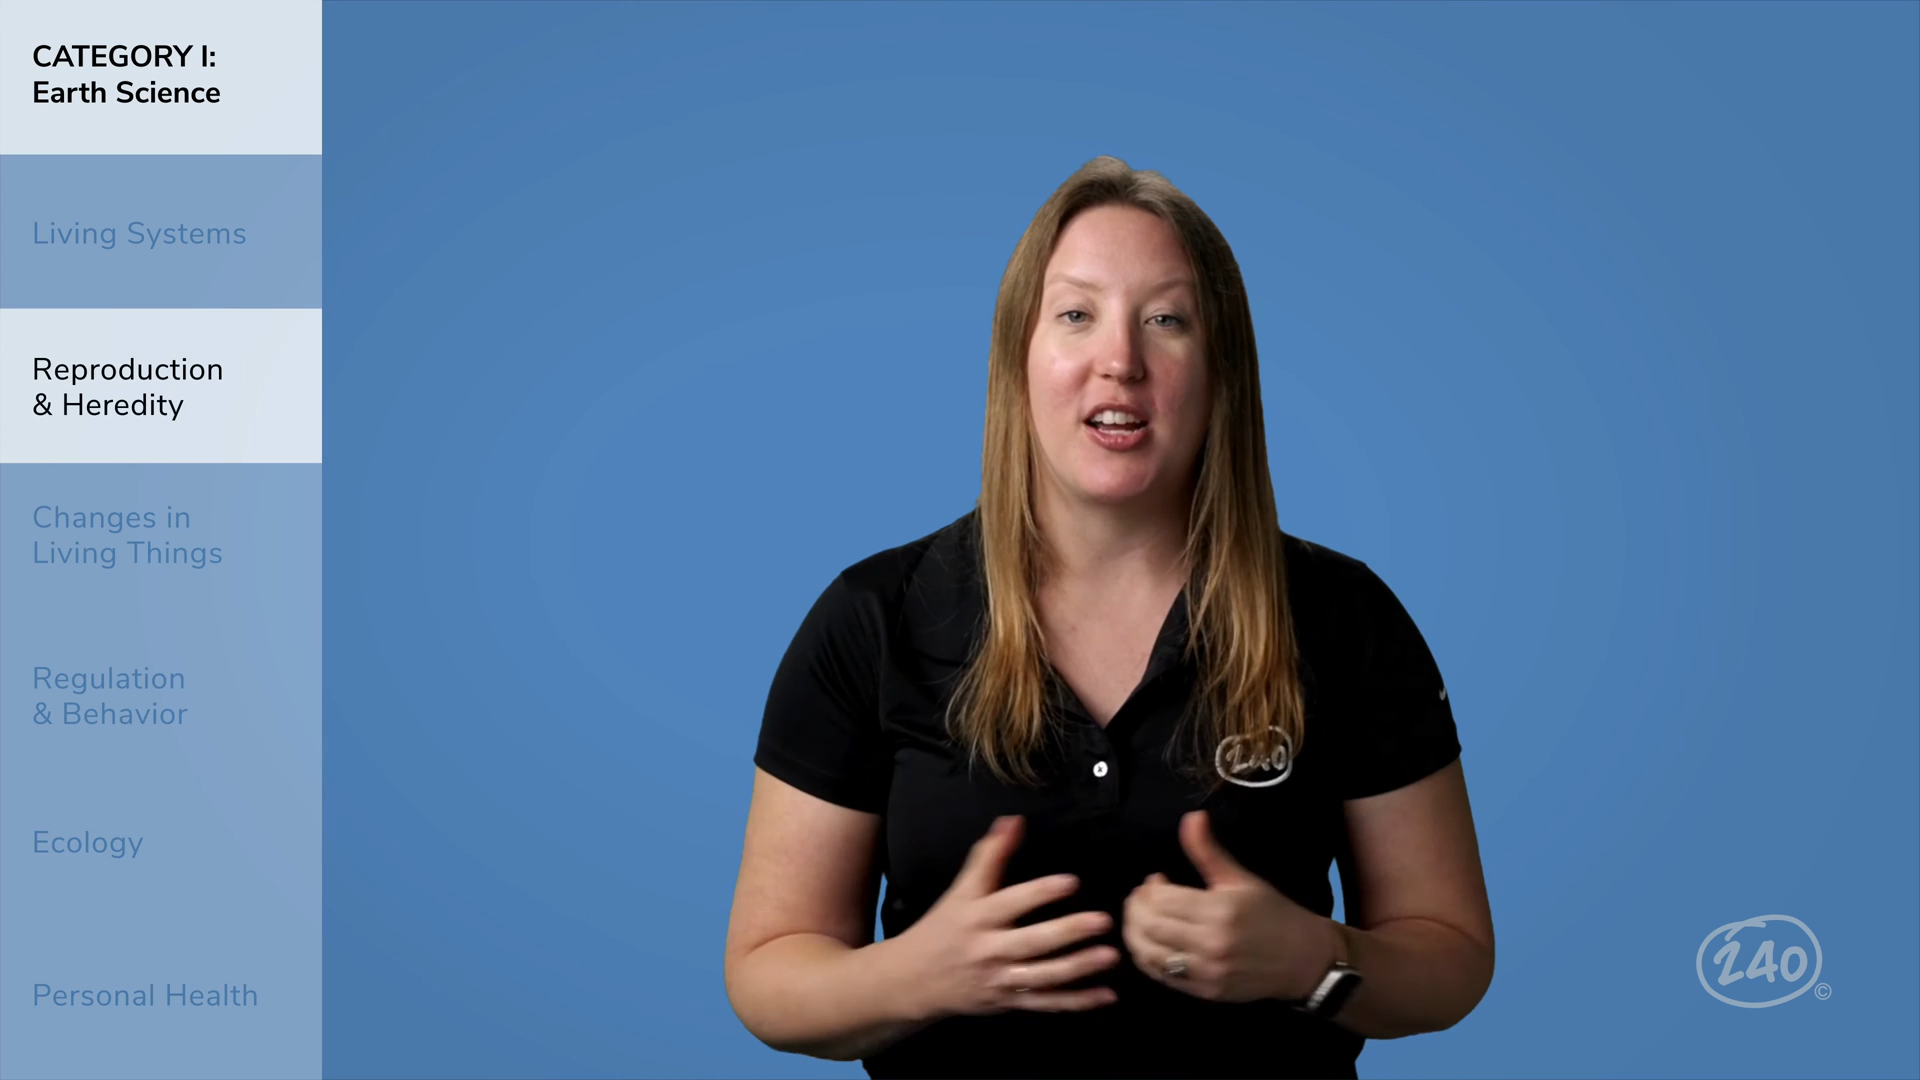 CATEGORY I:
Earth Science
Living Systems
Reproduction
& Heredity
Changes in
Living Things
Regulation
& Behavior
Ecology
Personal Health
240
240
©